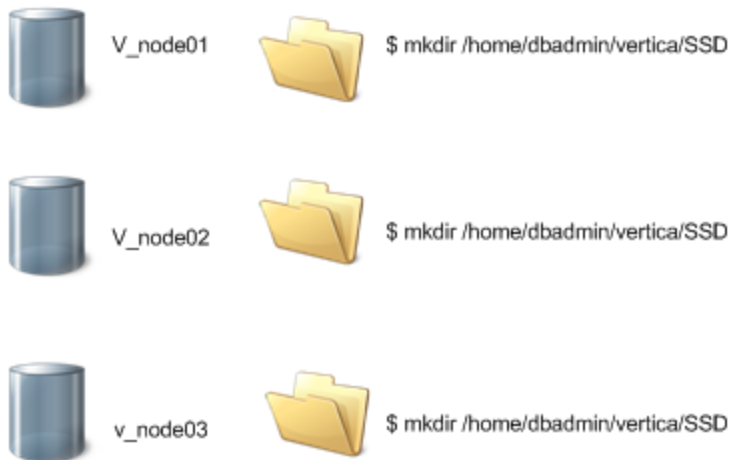 V_node01 $ mkdir /home/dbadmin/vertica/SSD
V_node02 $ mkdir /home/dbadmin/vertica/SSD
v_node03 $ mkdir /home/dbadmin/vertica/SSD